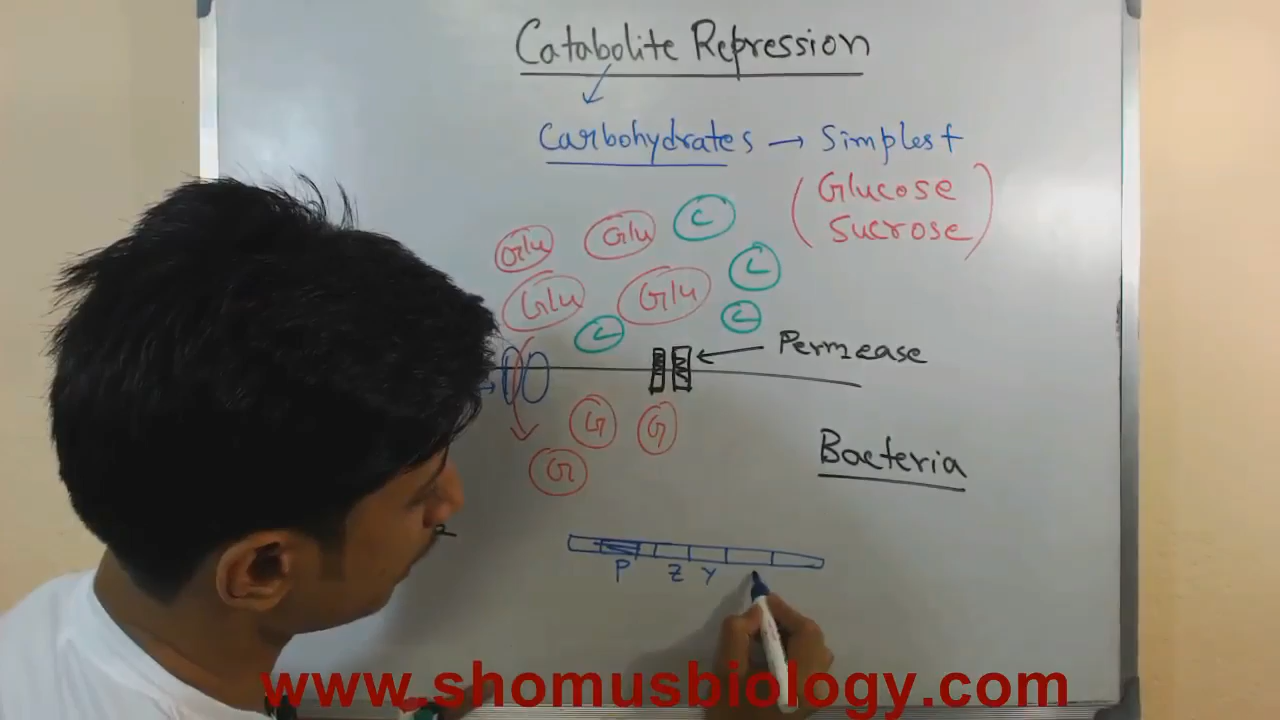 Catabolite Repression
Carbohydrates → Simplest
(Glucose
Sucrose)
Glu Glu C
Glu Glu C
C C
Permease
G G
G
Bacteria
P Z Y
www.shomusbiology.com